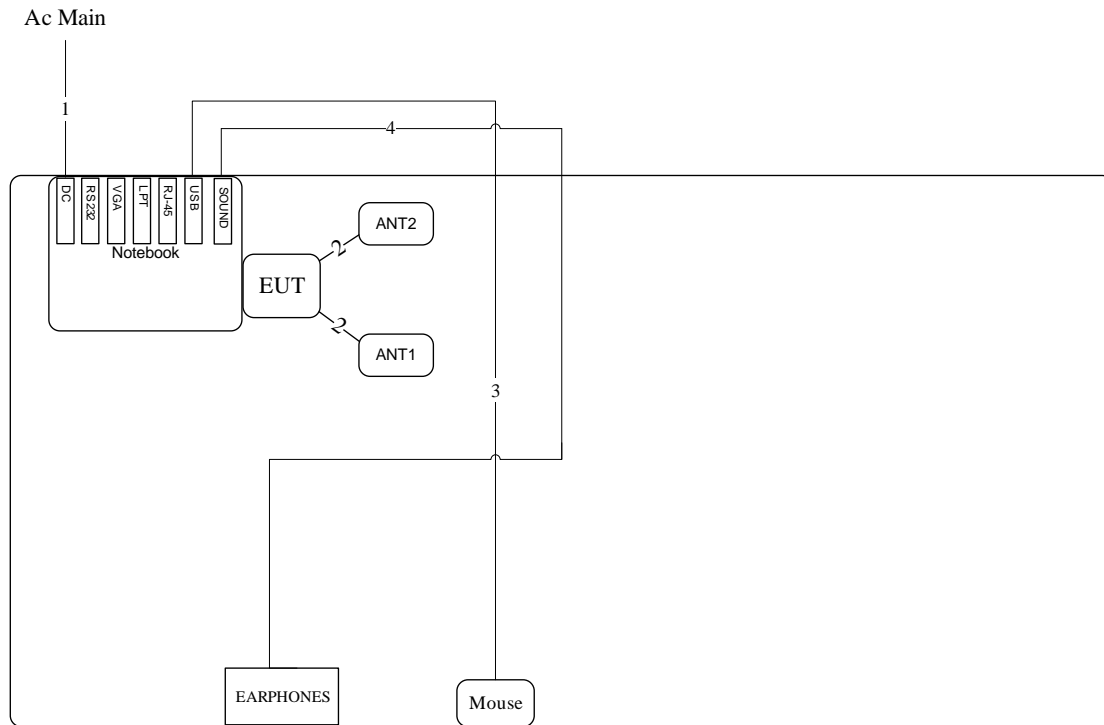 Ac Main
1
4
DC
RS232
VGA
LPT
RJ-45
USB
SOUND
Notebook
ANT2
2
EUT
2
ANT1
3
EARPHONES
Mouse